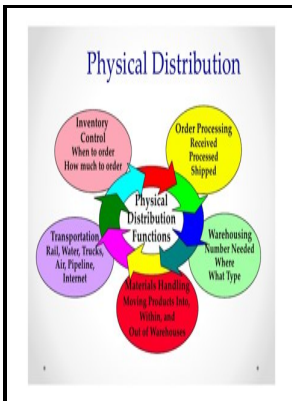 Physical Distribution
Inventory
Control
When to order
How much to order
Order Processing
Received
Processed
Shipped
Physical
Distribution
Functions
Transportation
Rail, Water, Trucks,
Air, Pipeline,
Internet
Warehousing
Number Needed
Where
What Type
Materials Handling
Moving Products Into,
Within, and
Out of Warehouses